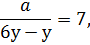 a/(6y − y) = 7,